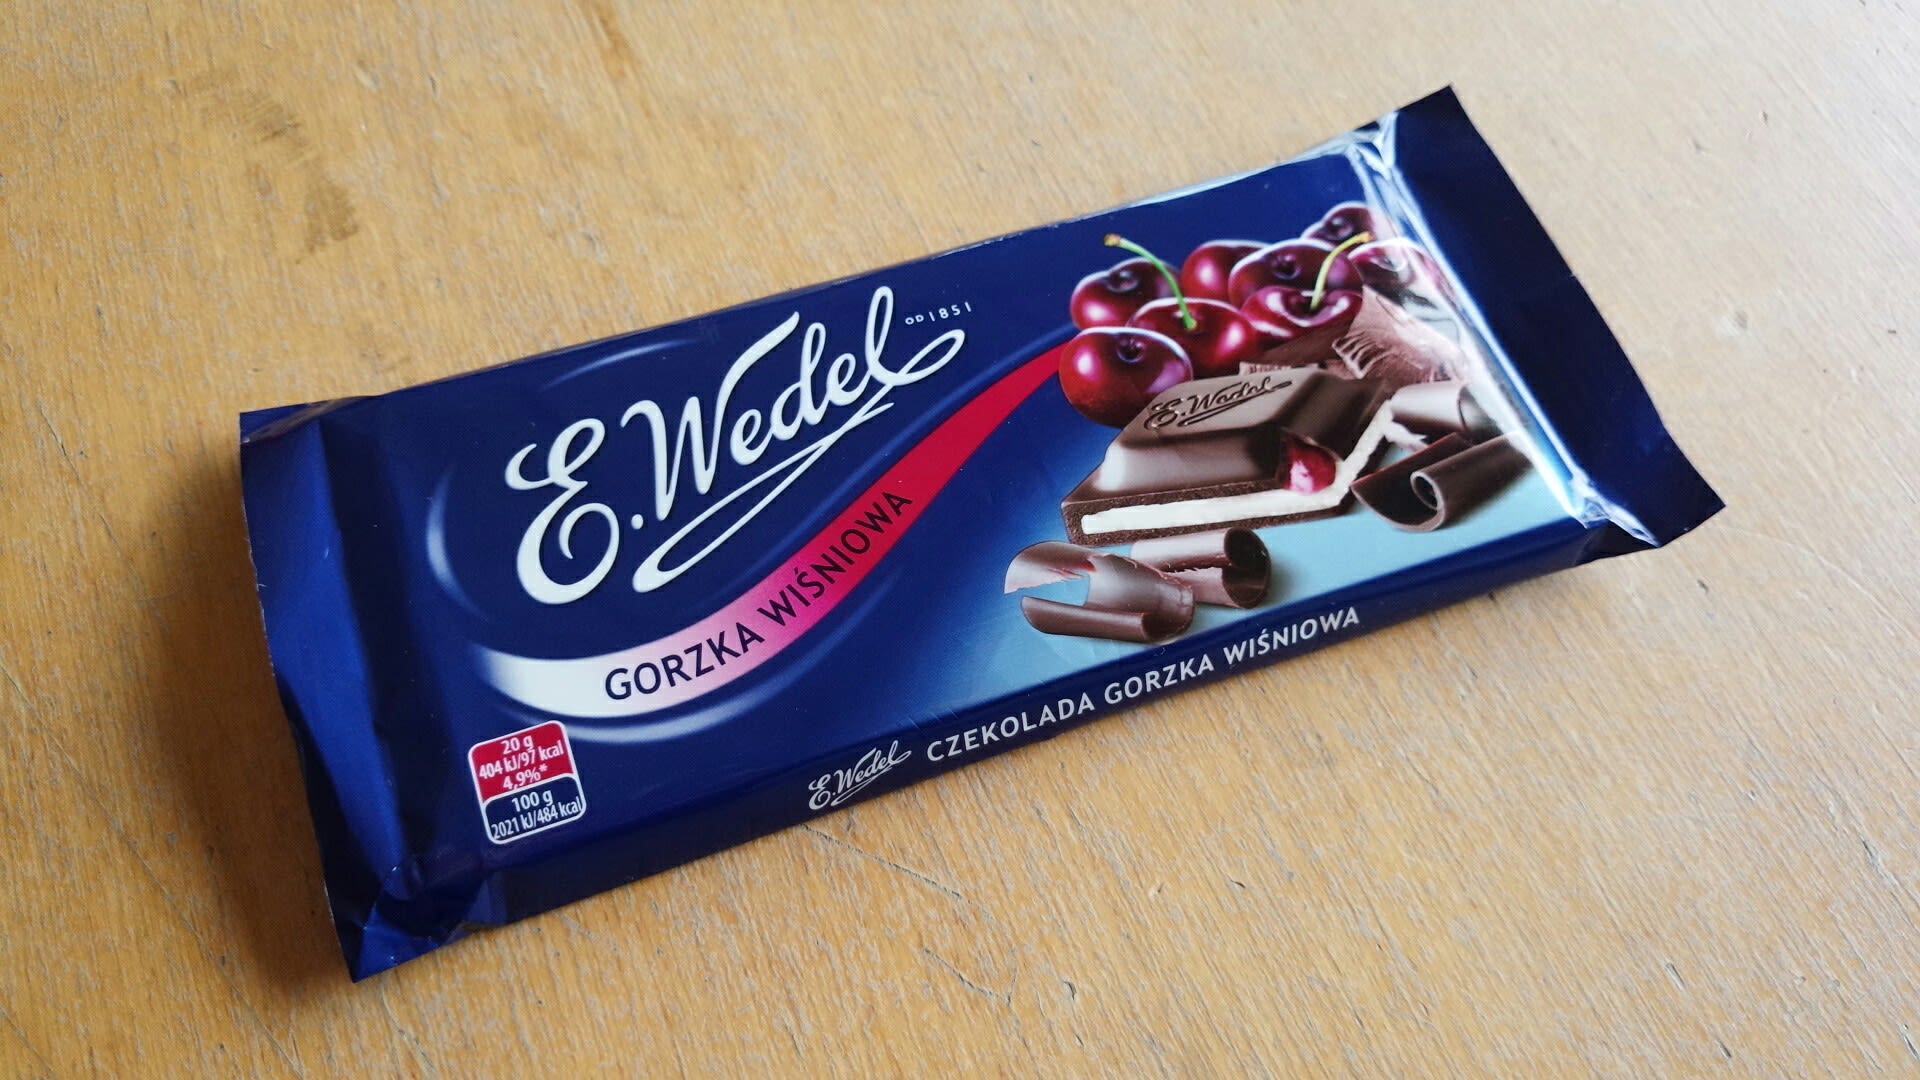 E. Wedel
OD 1851
GORZKA WIŚNIOWA
E. Wedel
20 g
404 kJ/97 kcal
4,9%*
100 g
2021 kJ/484 kcal
E. Wedel CZEKOLADA GORZKA WIŚNIOWA